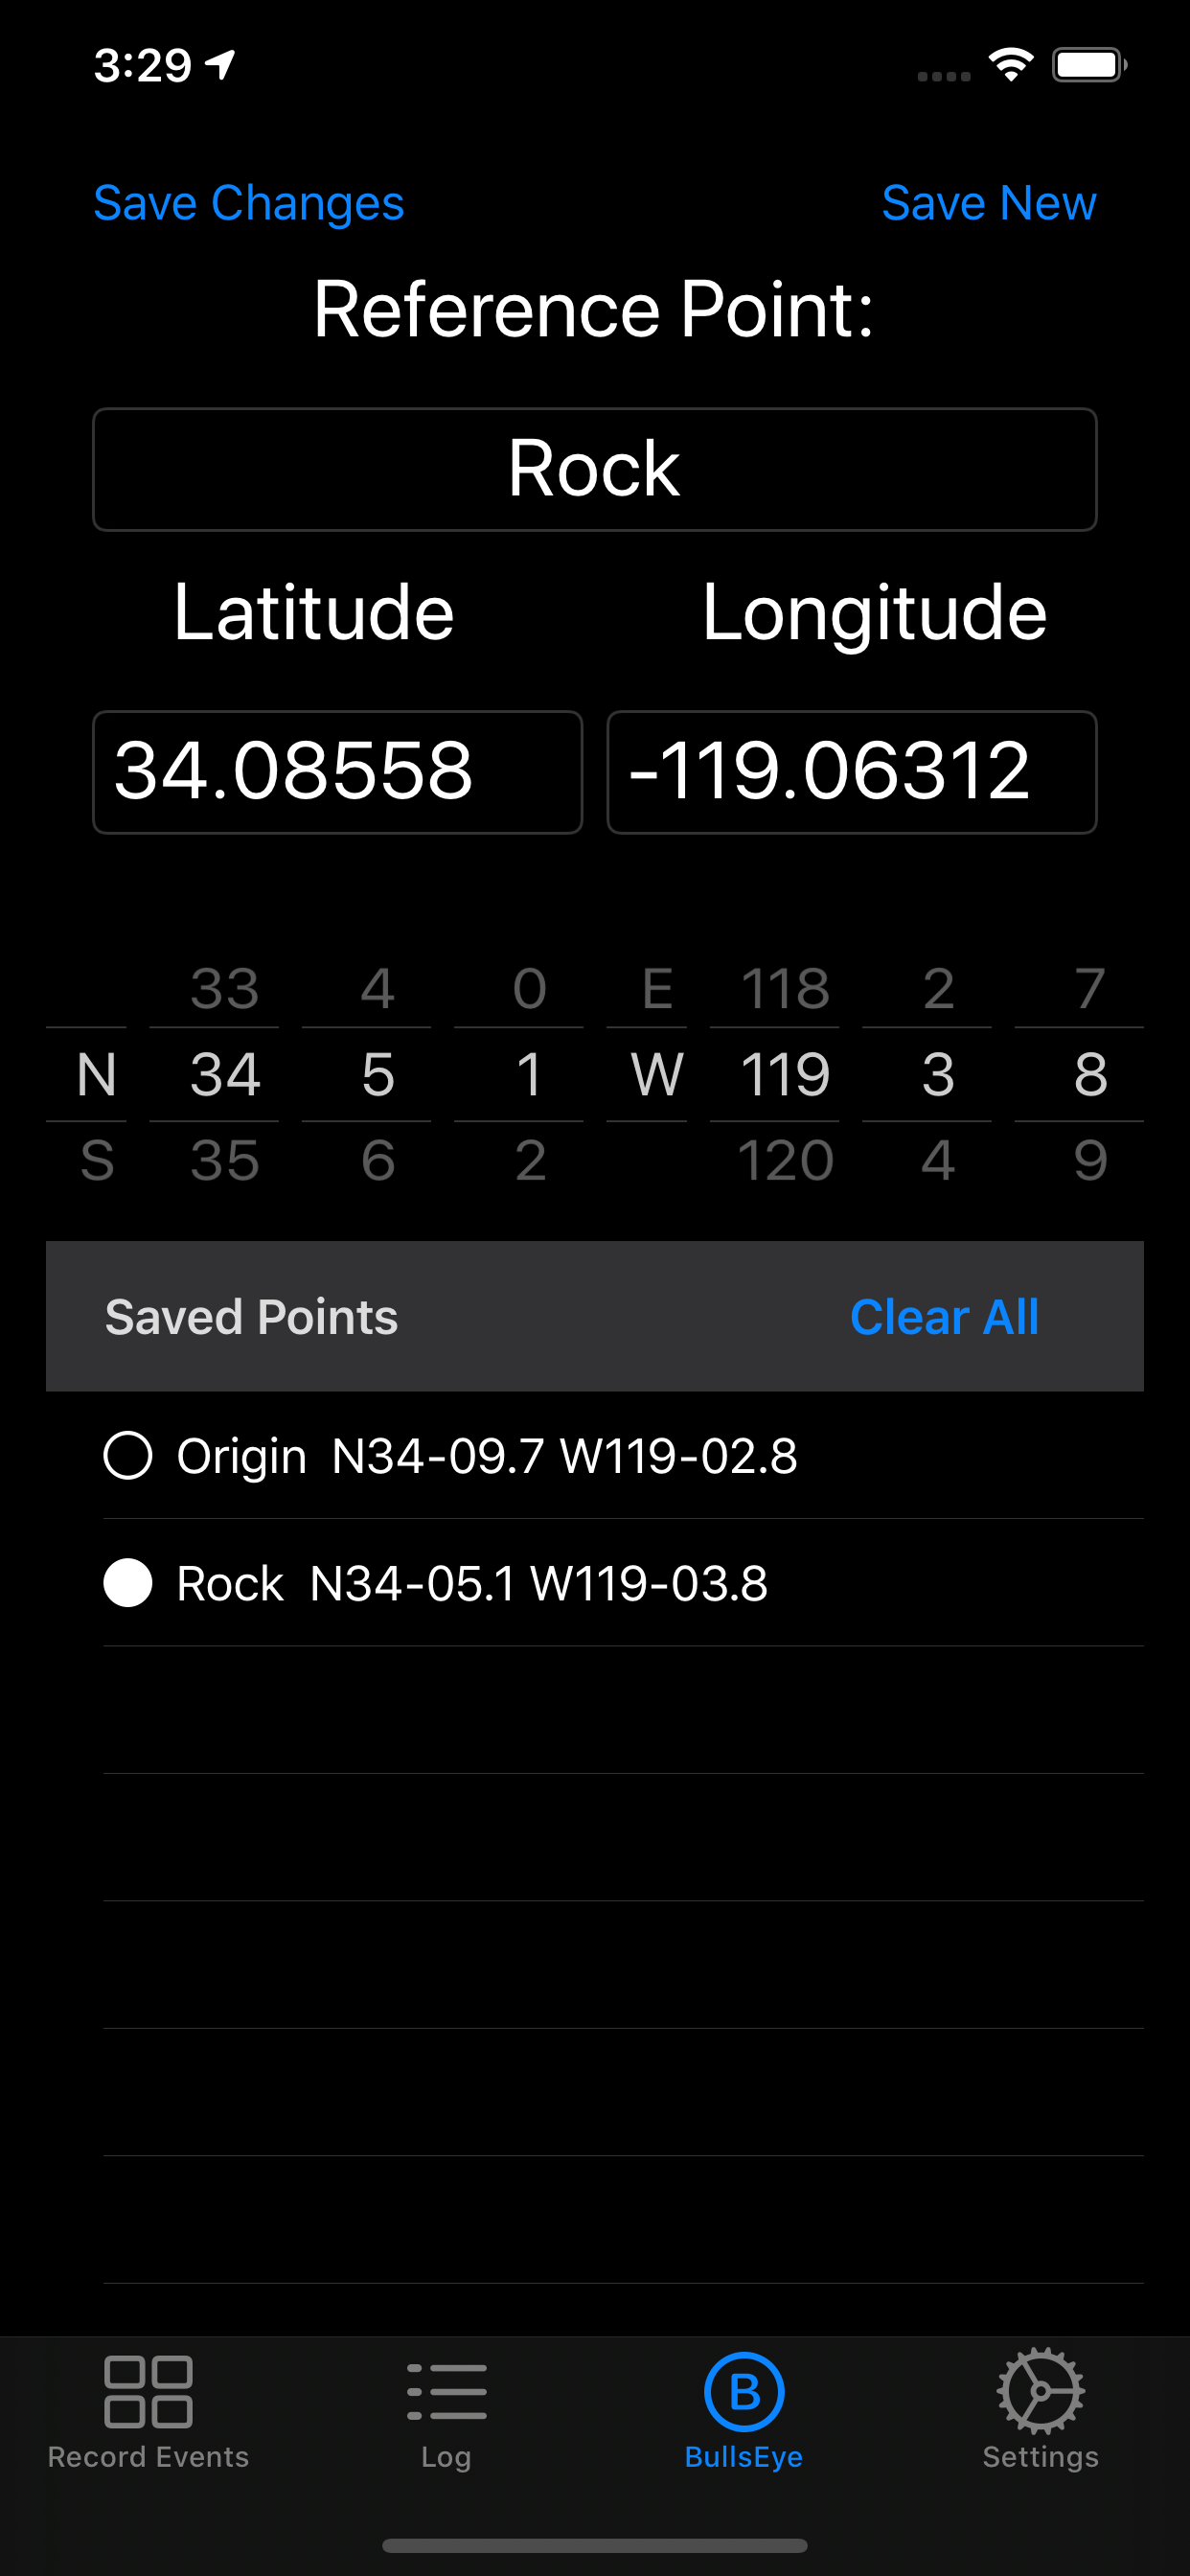 3:29
Save Changes Save New
Reference Point:
Rock
Latitude Longitude
34.08558 -119.06312
33 4 0 E 118 2 7
N 34 5 1 W 119 3 8
S 35 6 2 120 4 9
Saved Points Clear All
Origin N34-09.7 W119-02.8
Rock N34-05.1 W119-03.8
B
Record Events Log BullsEye Settings